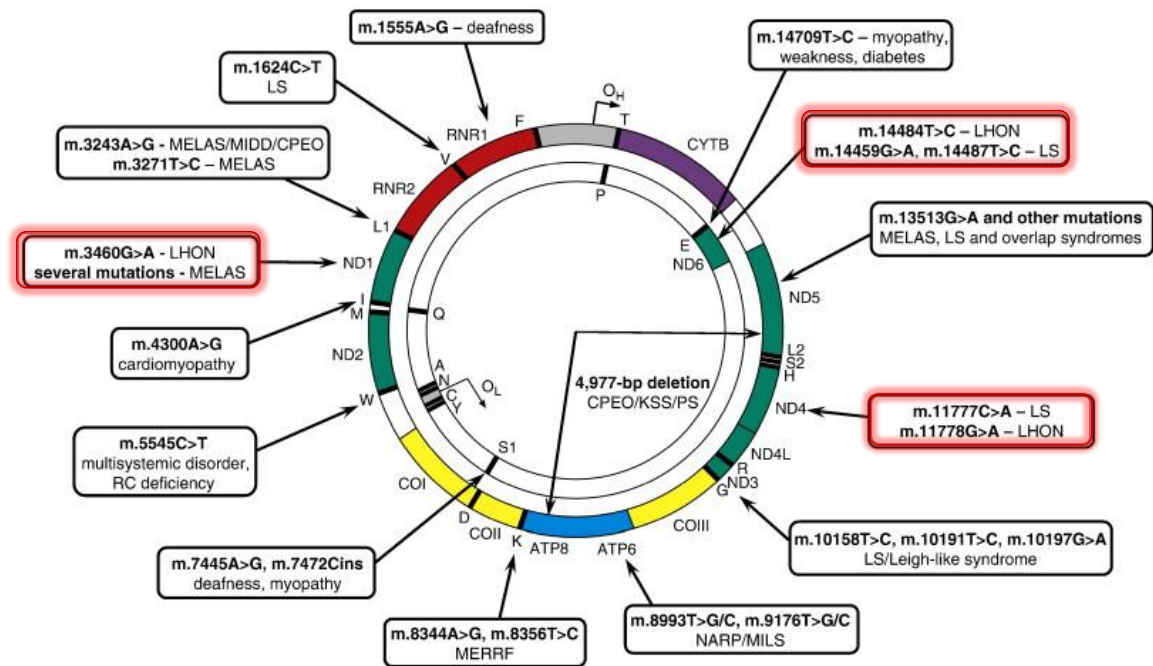 m.1555A>G – deafness
m.14709T>C – myopathy,
weakness, diabetes
m.1624C>T
LS
m.14484T>C – LHON
m.14459G>A, m.14487T>C – LS
m.3243A>G - MELAS/MIDD/CPEO
m.3271T>C – MELAS
m.13513G>A and other mutations
MELAS, LS and overlap syndromes
m.3460G>A - LHON
several mutations - MELAS
m.4300A>G
cardiomyopathy
4,977-bp deletion
CPEO/KSS/PS
m.11777C>A – LS
m.11778G>A – LHON
m.5545C>T
multisystemic disorder,
RC deficiency
m.10158T>C, m.10191T>C, m.10197G>A
LS/Leigh-like syndrome
m.7445A>G, m.7472Cins
deafness, myopathy
m.8344A>G, m.8356T>C
MERRF
m.8993T>G/C, m.9176T>G/C
NARP/MILS
OH
F
T
CYTB
RNR1
V
RNR2
L1
ND1
I
M
ND2
W
COI
D
COII
K
ATP8
ATP6
COIII
G
ND3
R
ND4L
ND4
H
S2
L2
ND5
P
E
ND6
Q
A
N
C
Y
OL
S1